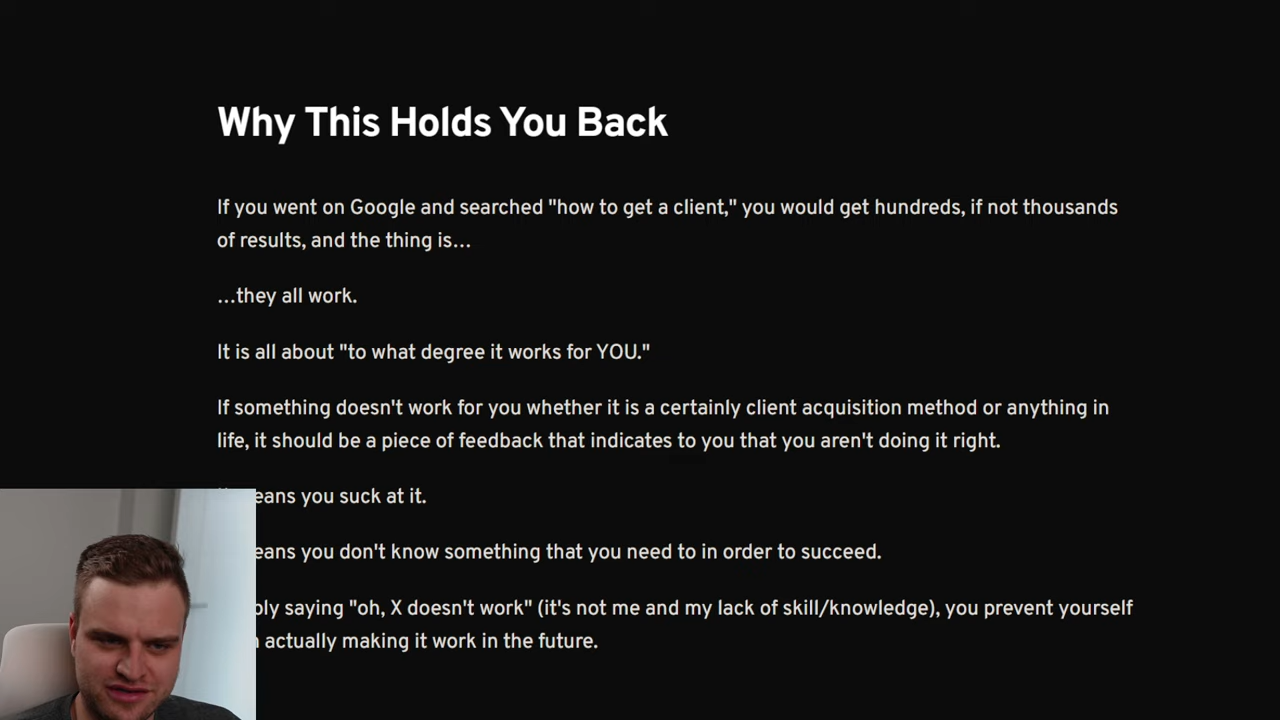 Why This Holds You Back
If you went on Google and searched "how to get a client," you would get hundreds, if not thousands
of results, and the thing is…
…they all work.
It is all about "to what degree it works for YOU."
If something doesn't work for you whether it is a certainly client acquisition method or anything in
life, it should be a piece of feedback that indicates to you that you aren't doing it right.
you suck at it.
you don't know something that you need to in order to succeed.
saying "oh, X doesn't work" (it's not me and my lack of skill/knowledge), you prevent yourself
actually making it work in the future.